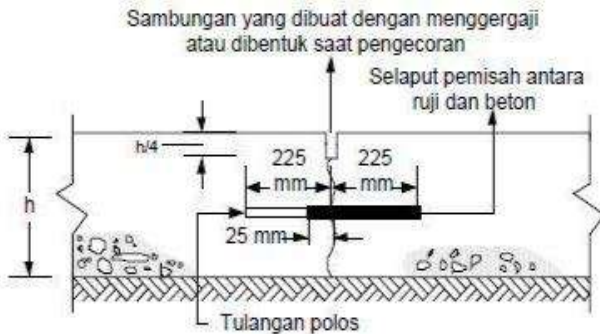 Sambungan yang dibuat dengan menggergaji
atau dibentuk saat pengecoran
Selaput pemisah antara
ruji dan beton
h/4
225
mm
225
mm
h
25 mm
Tulangan polos